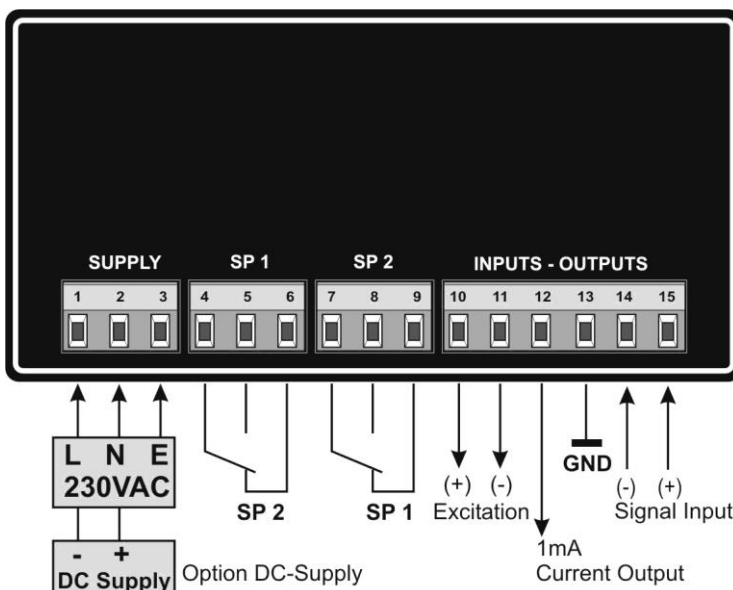 SUPPLY SP 1 SP 2 INPUTS - OUTPUTS
1 2 3 4 5 6 7 8 9 10 11 12 13 14 15
L N E
230VAC
- +
DC Supply
Option DC-Supply
SP 2
SP 1
(+) (-)
Excitation
1mA
Current Output
GND
(-) (+)
Signal Input